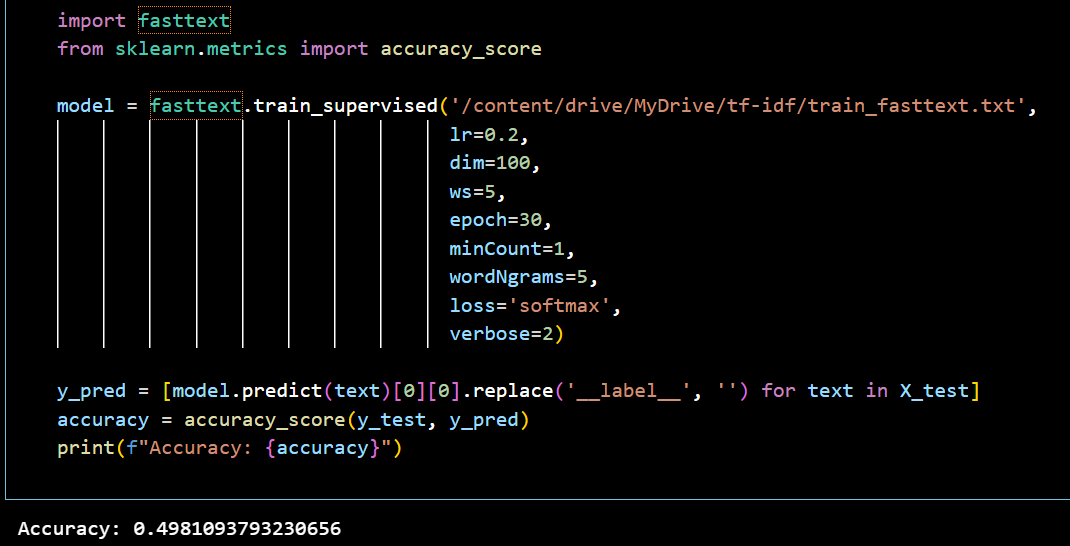 import fasttext
from sklearn.metrics import accuracy_score
model = fasttext.train_supervised('/content/drive/MyDrive/tf-idf/train_fasttext.txt',
lr=0.2,
dim=100,
ws=5,
epoch=30,
minCount=1,
wordNgrams=5,
loss='softmax',
verbose=2)
y_pred = [model.predict(text)[0][0].replace('__label__', '') for text in X_test]
accuracy = accuracy_score(y_test, y_pred)
print(f"Accuracy: {accuracy}")
Accuracy: 0.4981093793230656